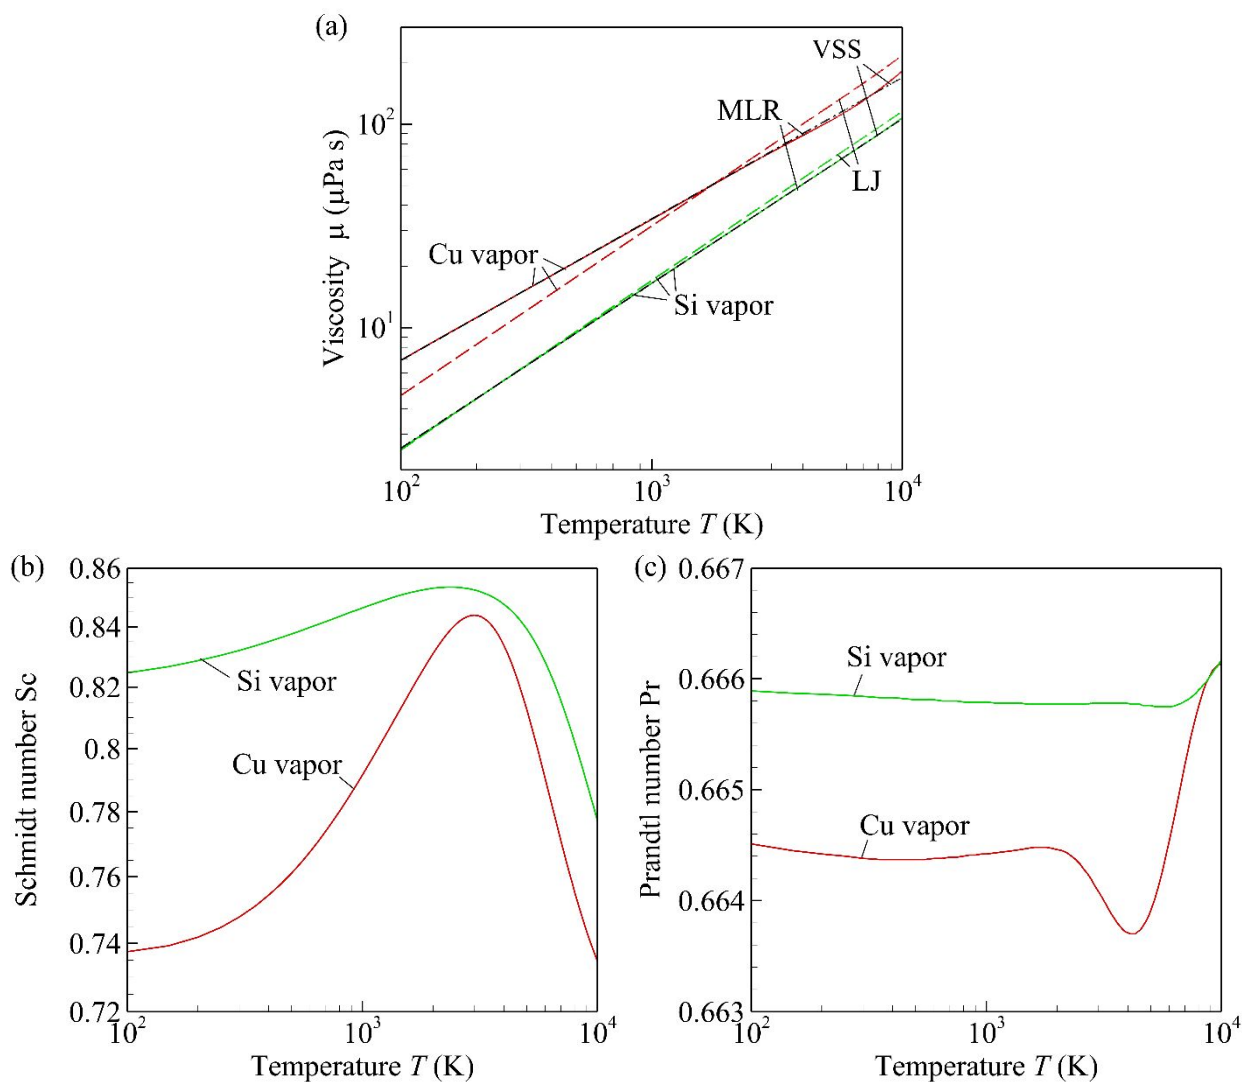 (a)
VSS
MLR
10²
LJ
Viscosity μ (μPa s)
Cu vapor
Si vapor
10¹
10² 10³ 10⁴
Temperature T (K)
(b)
0.86
0.84
0.82
0.8
0.78
0.76
0.74
0.72
Schmidt number Sc
Si vapor
Cu vapor
10² 10³ 10⁴
Temperature T (K)
(c)
0.667
0.666
0.665
0.664
0.663
Prandtl number Pr
Si vapor
Cu vapor
10² 10³ 10⁴
Temperature T (K)